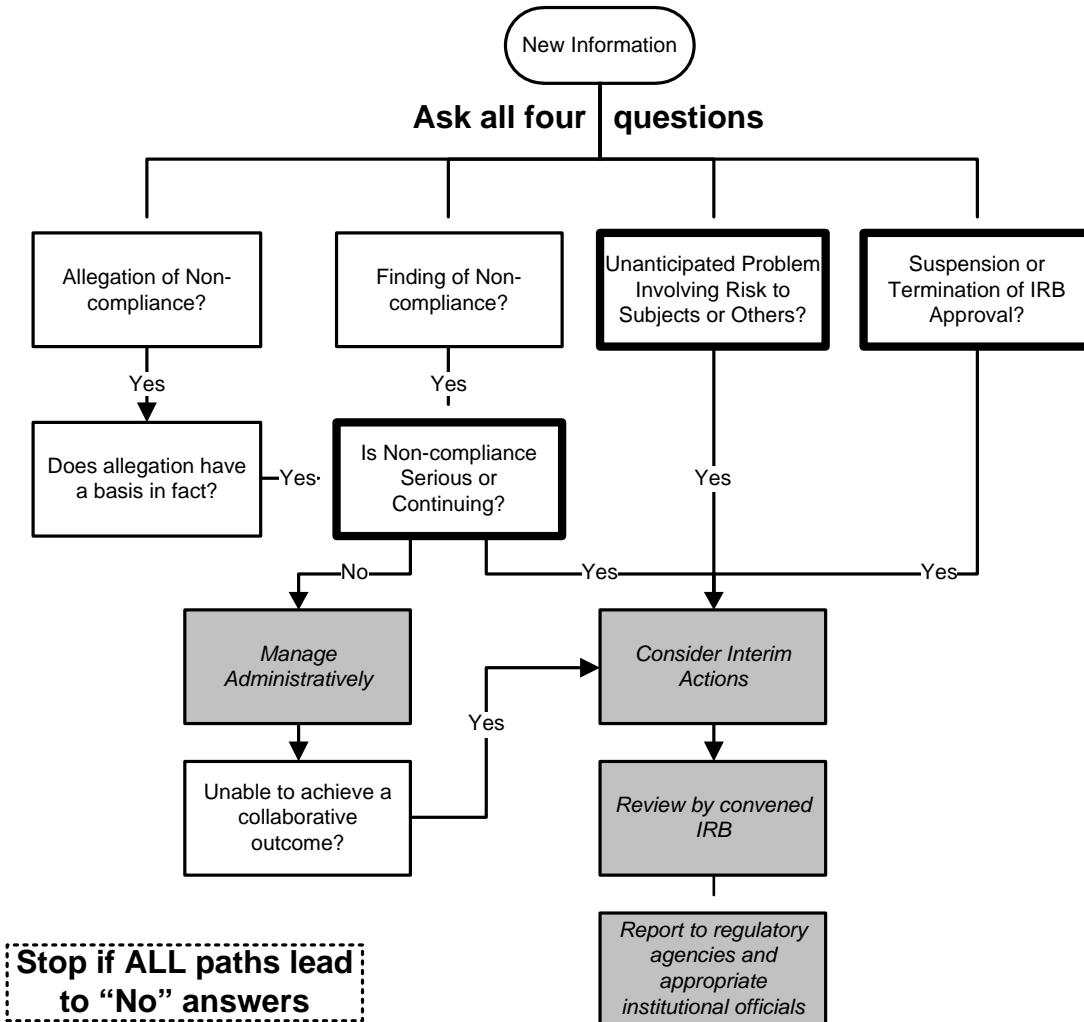 New Information
Ask all four questions
Allegation of Non-
compliance?
Finding of Non-
compliance?
Unanticipated Problem
Involving Risk to
Subjects or Others?
Suspension or
Termination of IRB
Approval?
Yes
Yes
Does allegation have
a basis in fact?
Yes
Is Non-compliance
Serious or
Continuing?
Yes
No
Yes
Yes
Manage
Administratively
Consider Interim
Actions
Yes
Unable to achieve a
collaborative
outcome?
Review by convened
IRB
Report to regulatory
agencies and
appropriate
institutional officials
Stop if ALL paths lead
to “No” answers